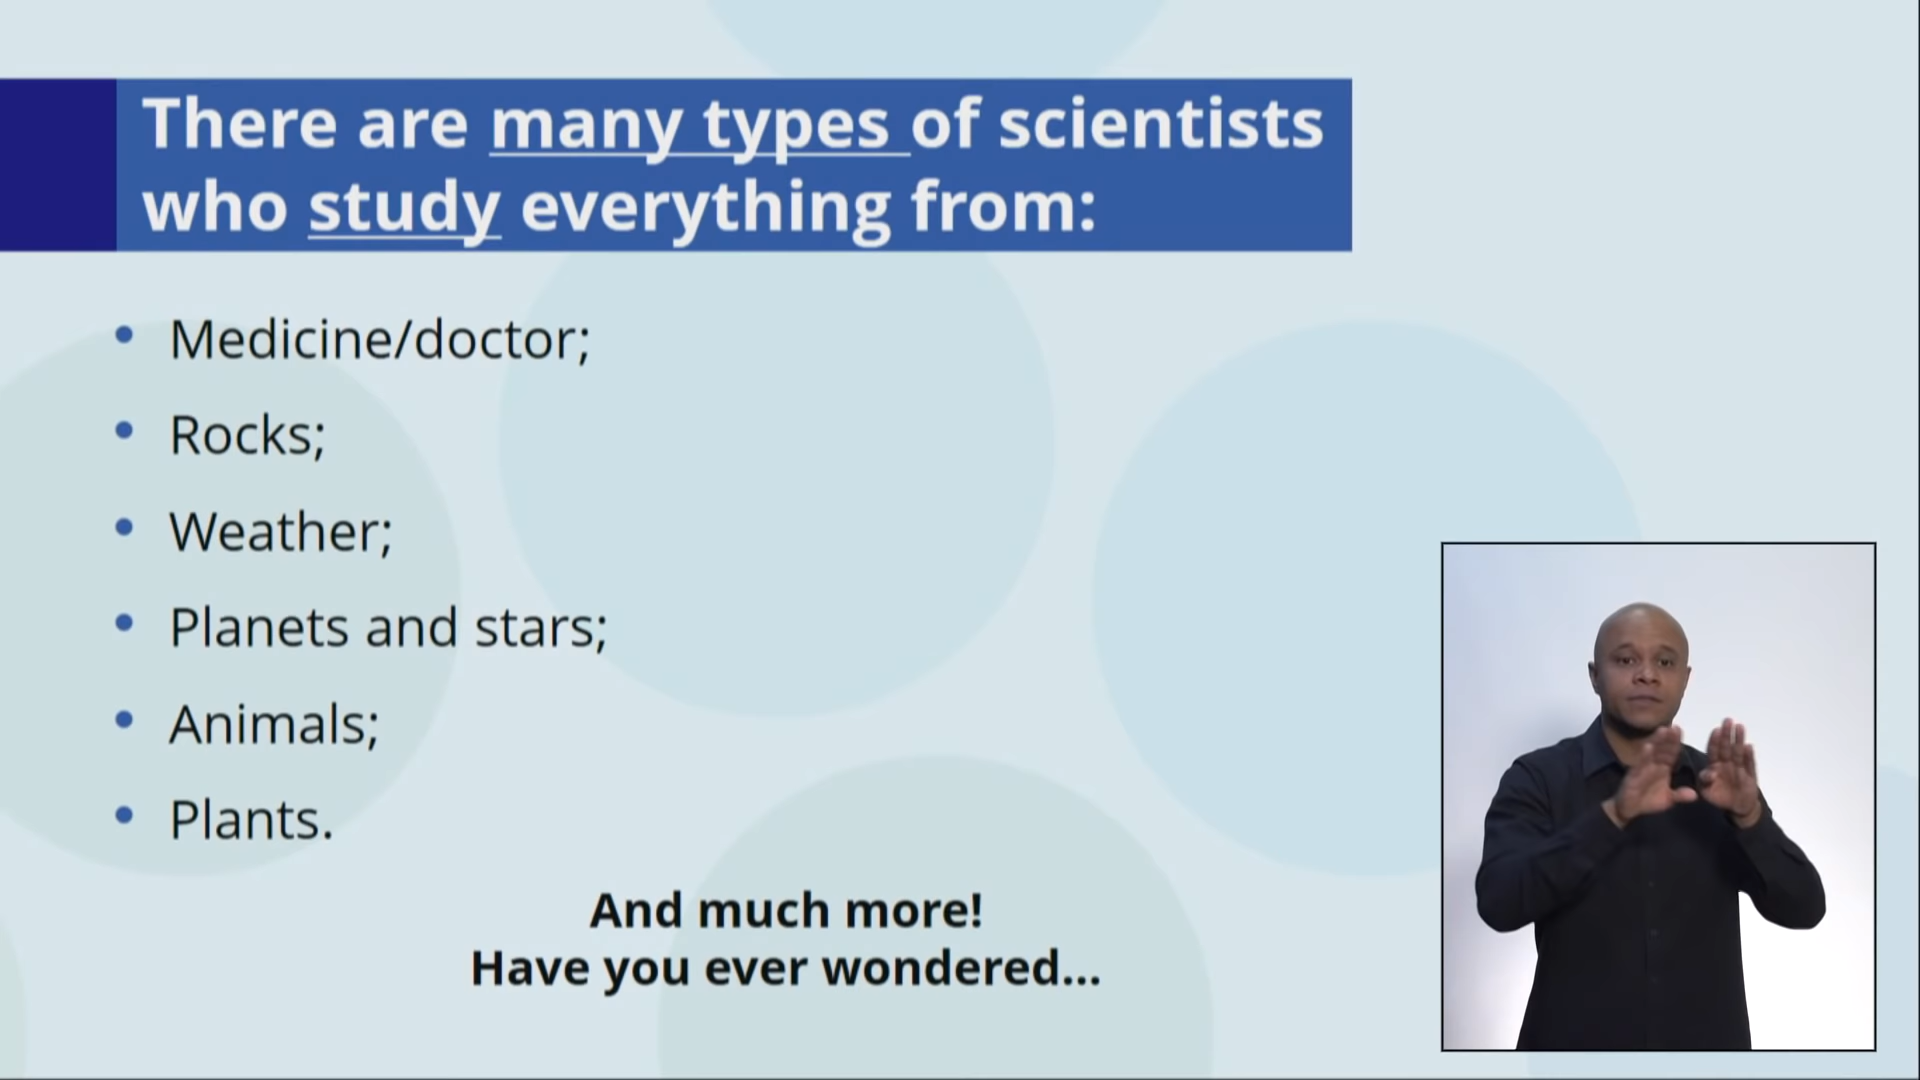 There are many types of scientists
who study everything from:
• Medicine/doctor;
• Rocks;
• Weather;
• Planets and stars;
• Animals;
• Plants.
And much more!
Have you ever wondered...